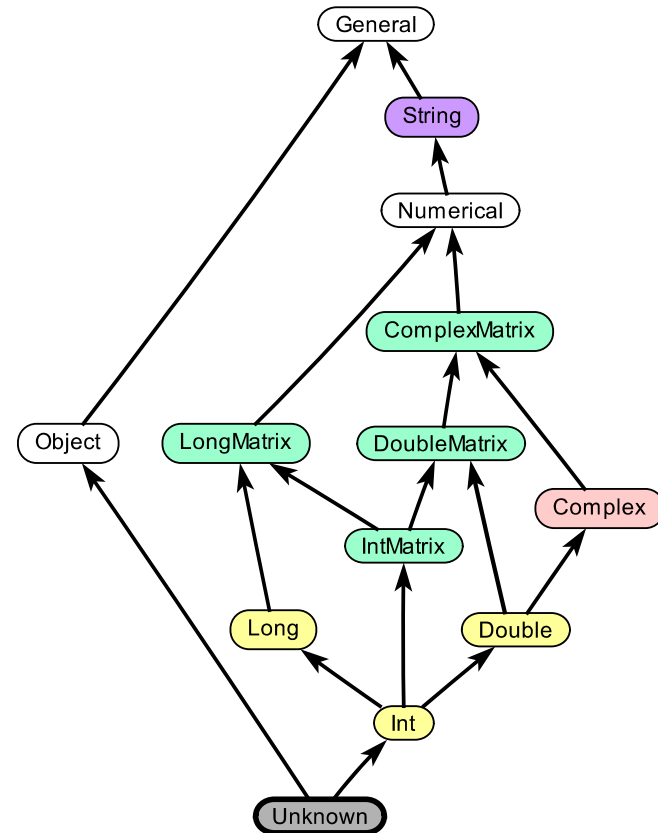 General
String
Numerical
ComplexMatrix
Object
LongMatrix
DoubleMatrix
Complex
IntMatrix
Long
Double
Int
Unknown